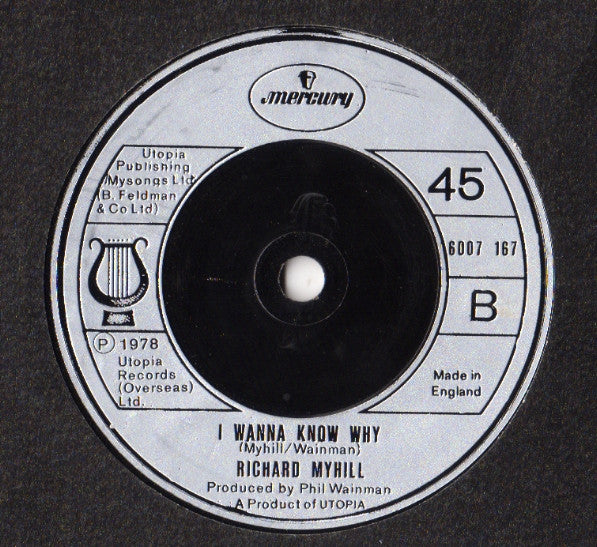 mercury
Utopia
Publishing
/Mysongs Ltd
(B. Feldman
& Co Ltd)
45
6007 167
B
Ⓟ 1978
Utopia
Records
(Overseas)
Ltd.
Made in
England
I WANNA KNOW WHY
(Myhill/Wainman)
RICHARD MYHILL
Produced by Phil Wainman
A Product of UTOPIA